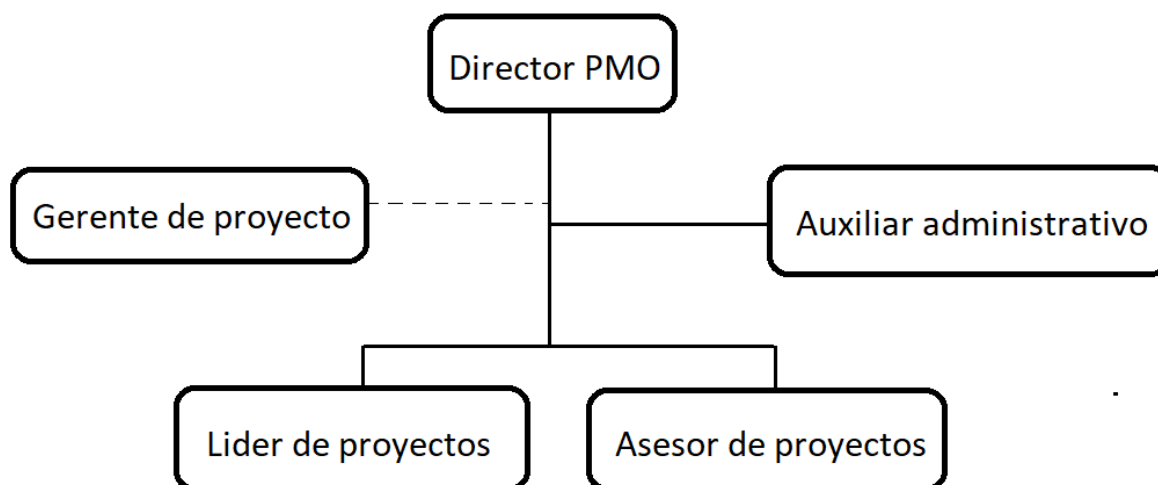 Director PMO
Gerente de proyecto
Auxiliar administrativo
Lider de proyectos
Asesor de proyectos